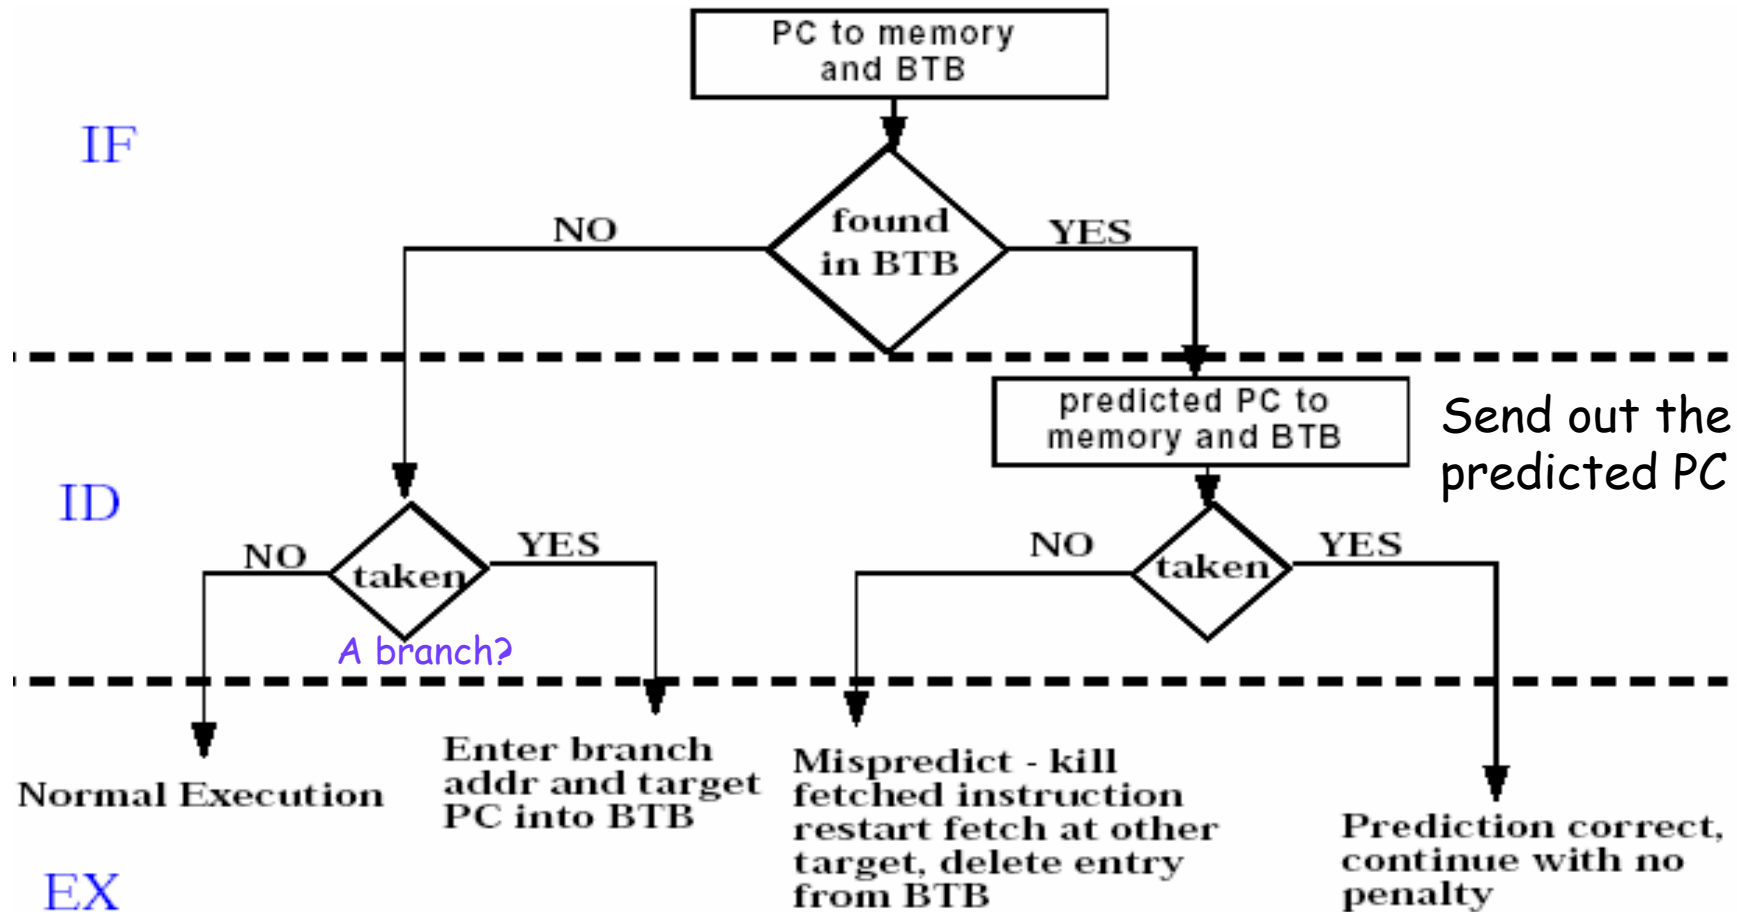 PC to memory
and BTB
IF
NO
found
in BTB
YES
predicted PC to
memory and BTB
Send out the
predicted PC
ID
NO
taken
YES
A branch?
NO
taken
YES
Normal Execution
Enter branch
addr and target
PC into BTB
Mispredict - kill
fetched instruction
restart fetch at other
target, delete entry
from BTB
Prediction correct,
continue with no
penalty
EX